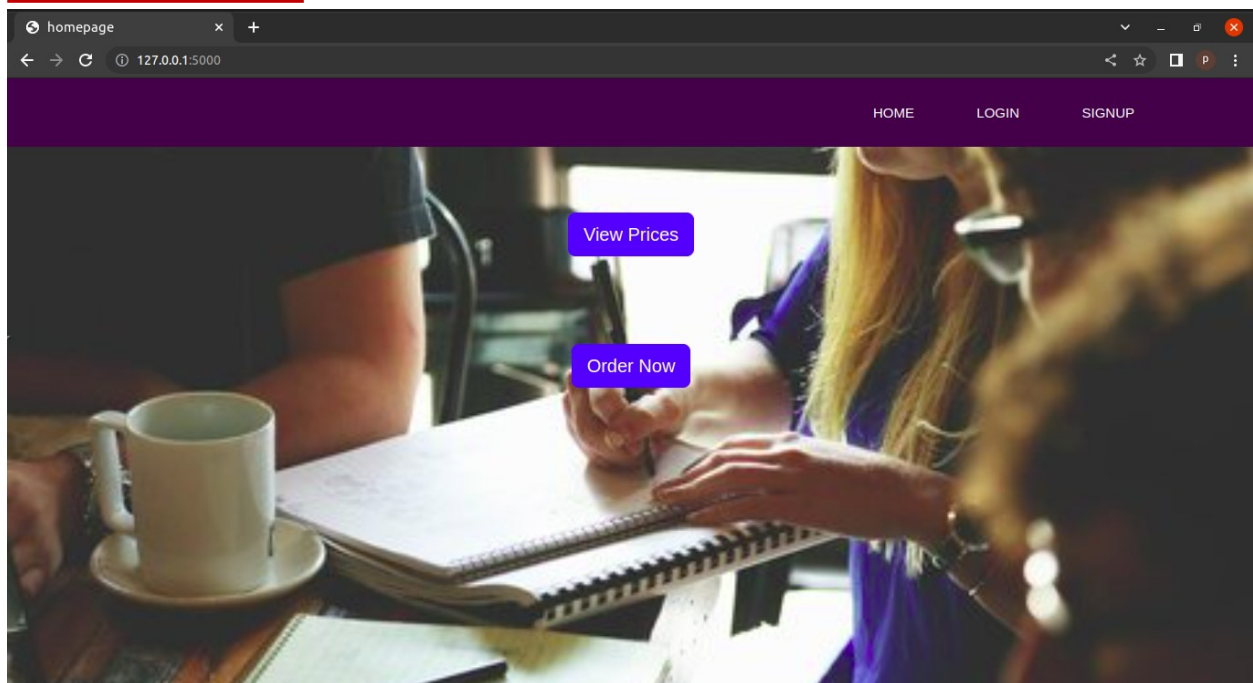 homepage
127.0.0.1:5000
P
HOME LOGIN SIGNUP
View Prices
Order Now